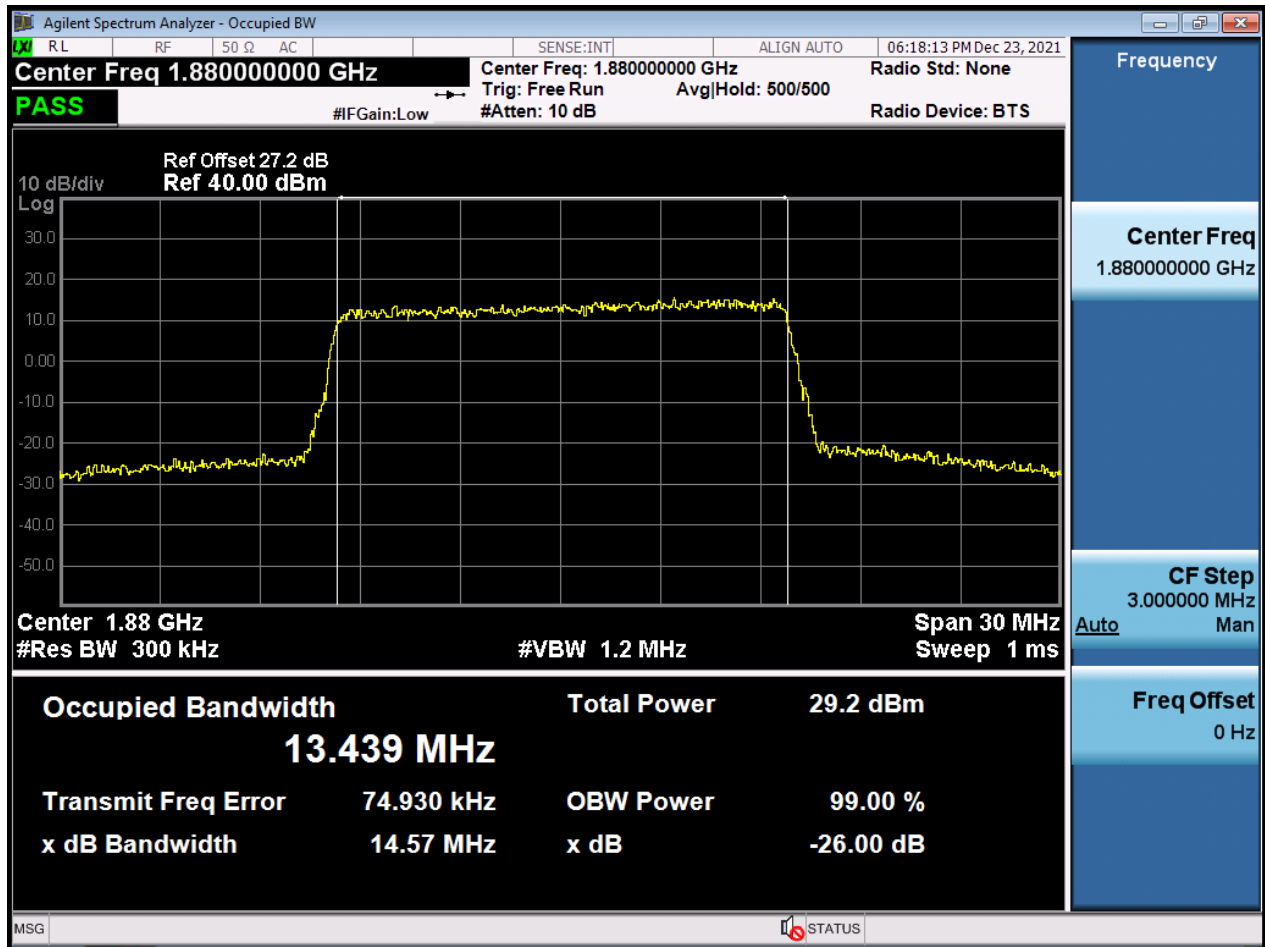 Agilent Spectrum Analyzer - Occupied BW
LXI RL RF 50 Ω AC SENSE:INT ALIGN AUTO 06:18:13 PM Dec 23, 2021
Center Freq 1.880000000 GHz
Center Freq: 1.880000000 GHz
Radio Std: None
Trig: Free Run Avg|Hold: 500/500
PASS
#IFGain:Low
#Atten: 10 dB
Radio Device: BTS
Ref Offset 27.2 dB
10 dB/div Ref 40.00 dBm
Log
30.0
20.0
10.0
0.00
-10.0
-20.0
-30.0
-40.0
-50.0
Center 1.88 GHz Span 30 MHz
#Res BW 300 kHz #VBW 1.2 MHz Sweep 1 ms
Occupied Bandwidth Total Power 29.2 dBm
13.439 MHz
Transmit Freq Error 74.930 kHz OBW Power 99.00 %
x dB Bandwidth 14.57 MHz x dB -26.00 dB
MSG STATUS
Frequency
Center Freq
1.880000000 GHz
CF Step
3.000000 MHz
Auto Man
Freq Offset
0 Hz